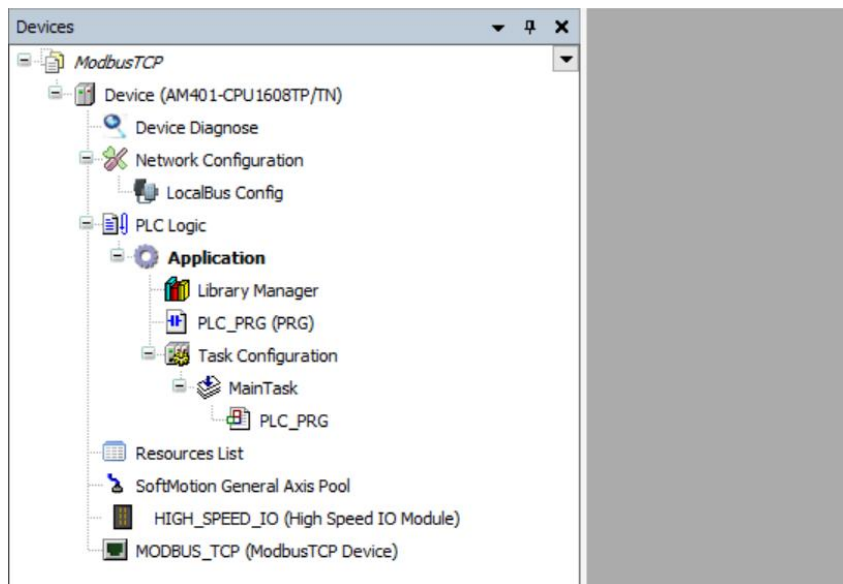 Devices
ModbusTCP
Device (AM401-CPU1608TP/TN)
Device Diagnose
Network Configuration
LocalBus Config
PLC Logic
Application
Library Manager
PLC_PRG (PRG)
Task Configuration
MainTask
PLC_PRG
Resources List
SoftMotion General Axis Pool
HIGH_SPEED_IO (High Speed IO Module)
MODBUS_TCP (ModbusTCP Device)